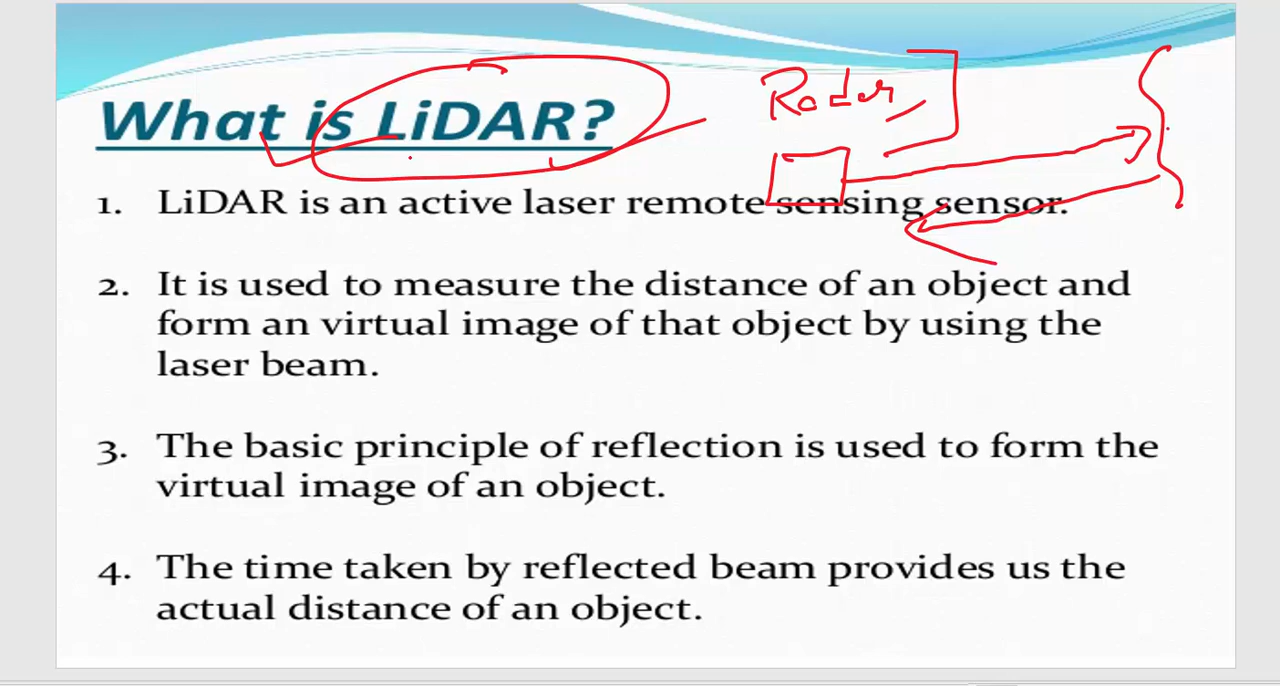 What is LiDAR?
Radar
1. LiDAR is an active laser remote sensing sensor.
2. It is used to measure the distance of an object and
form an virtual image of that object by using the
laser beam.
3. The basic principle of reflection is used to form the
virtual image of an object.
4. The time taken by reflected beam provides us the
actual distance of an object.